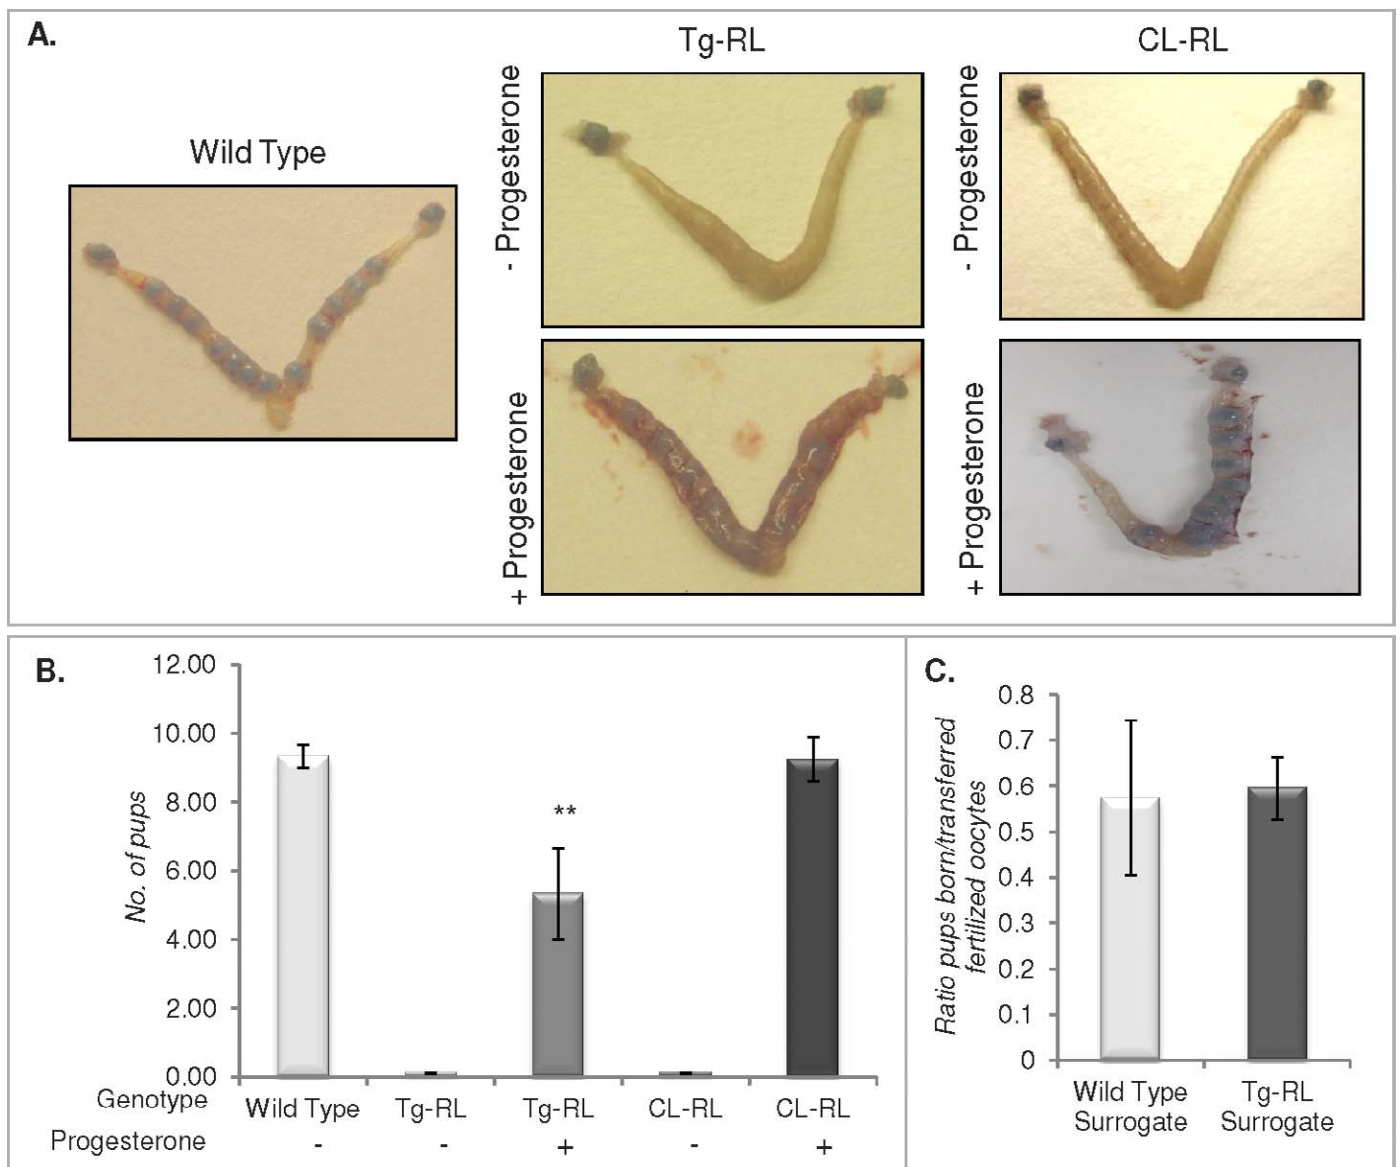 A.
Wild Type
Tg-RL
CL-RL
- Progesterone
- Progesterone
+ Progesterone
+ Progesterone
B.
No. of pups
12.00
10.00
8.00
6.00
4.00
2.00
0.00
**
Genotype Wild Type Tg-RL Tg-RL CL-RL CL-RL
Progesterone - - + - +
C.
Ratio pups born/transferred
fertilized oocytes
0.8
0.7
0.6
0.5
0.4
0.3
0.2
0.1
0
Wild Type
Surrogate
Tg-RL
Surrogate